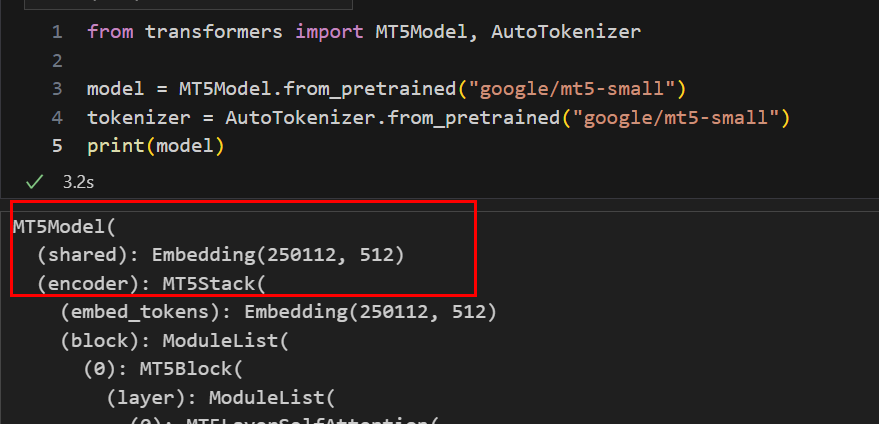 1 from transformers import MT5Model, AutoTokenizer
2
3 model = MT5Model.from_pretrained("google/mt5-small")
4 tokenizer = AutoTokenizer.from_pretrained("google/mt5-small")
5 print(model)
3.2s
MT5Model(
(shared): Embedding(250112, 512)
(encoder): MT5Stack(
(embed_tokens): Embedding(250112, 512)
(block): ModuleList(
(0): MT5Block(
(layer): ModuleList(
(0): MT5LayerSelfAttention(